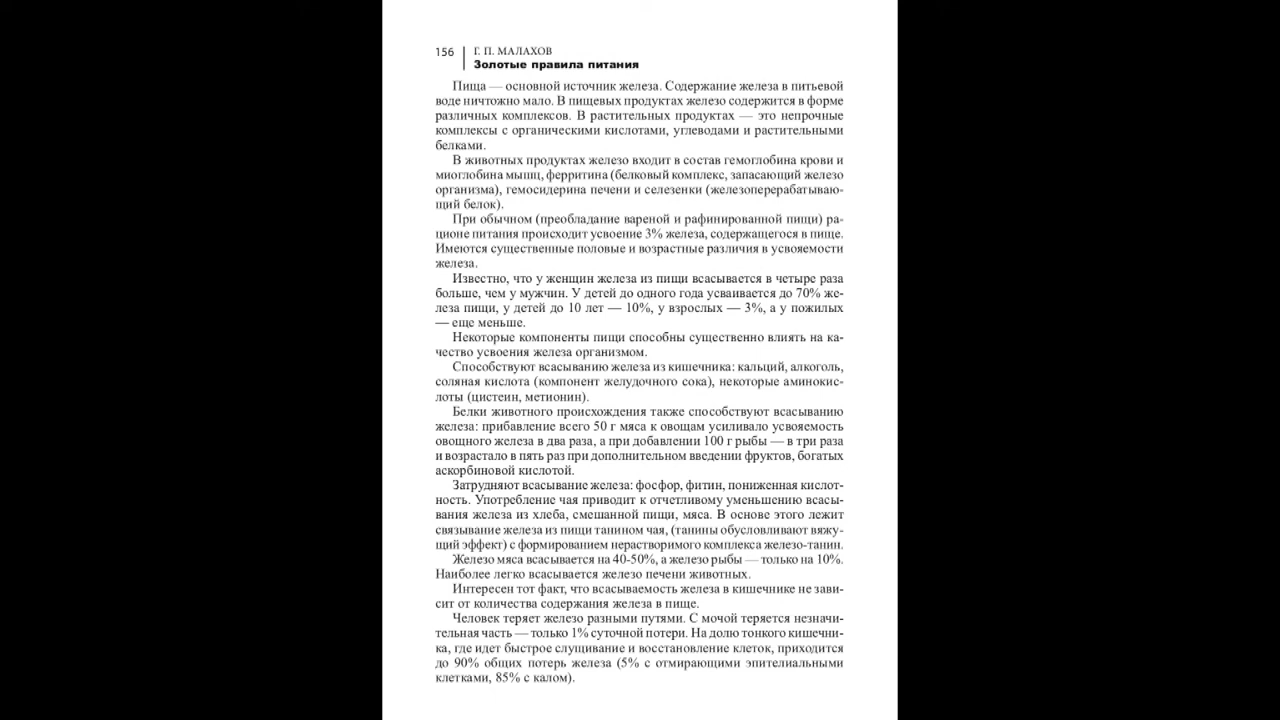 156
Г. П. МАЛАХОВ
Золотые правила питания
Пища — основной источник железа. Содержание железа в питьевой
воде ничтожно мало. В пищевых продуктах железо содержится в форме
различных комплексов. В растительных продуктах — это непрочные
комплексы с органическими кислотами, углеводами и растительными
белками.
В животных продуктах железо входит в состав гемоглобина крови и
миоглобина мышц, ферритина (белковый комплекс, запасающий железо
организма), гемосидерина печени и селезенки (железоперерабатываю-
щий белок).
При обычном (преобладание вареной и рафинированной пищи) ра-
ционе питания происходит усвоение 3% железа, содержащегося в пище.
Имеются существенные половые и возрастные различия в усвояемости
железа.
Известно, что у женщин железа из пищи всасывается в четыре раза
больше, чем у мужчин. У детей до одного года усваивается до 70% же-
леза пищи, у детей до 10 лет — 10%, у взрослых — 3%, а у пожилых
— еще меньше.
Некоторые компоненты пищи способны существенно влиять на ка-
чество усвоения железа организмом.
Способствуют всасыванию железа из кишечника: кальций, алкоголь,
соляная кислота (компонент желудочного сока), некоторые аминокис-
лоты (цистеин, метионин).
Белки животного происхождения также способствуют всасыванию
железа: прибавление всего 50 г мяса к овощам усиливало усвояемость
овощного железа в два раза, а при добавлении 100 г рыбы — в три раза
и возрастало в пять раз при дополнительном введении фруктов, богатых
аскорбиновой кислотой.
Затрудняют всасывание железа: фосфор, фитин, пониженная кислот-
ность. Употребление чая приводит к отчетливому уменьшению всасы-
вания железа из хлеба, смешанной пищи, мяса. В основе этого лежит
связывание железа из пищи танином чая, (танины обусловливают вяжу-
щий эффект) с формированием нерастворимого комплекса железо-танин.
Железо мяса всасывается на 40-50%, а железо рыбы — только на 10%.
Наиболее легко всасывается железо печени животных.
Интересен тот факт, что всасываемость железа в кишечнике не зави-
сит от количества содержания железа в пище.
Человек теряет железо разными путями. С мочой теряется незначи-
тельная часть — только 1% суточной потери. На долю тонкого кишечни-
ка, где идет быстрое слущивание и восстановление клеток, приходится
до 90% общих потерь железа (5% с отмирающими эпителиальными
клетками, 85% с калом).